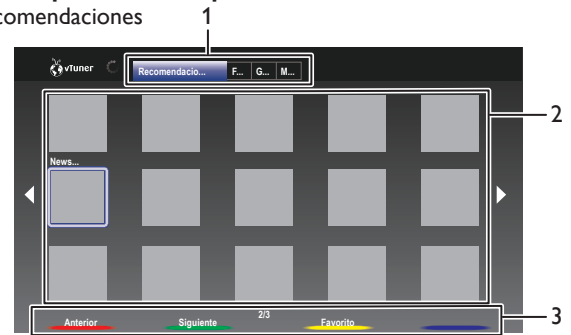 comendaciones
1
vTuner
Recomendacio... F... G... M...
2
News...
2/3
Anterior Siguiente Favorito
3